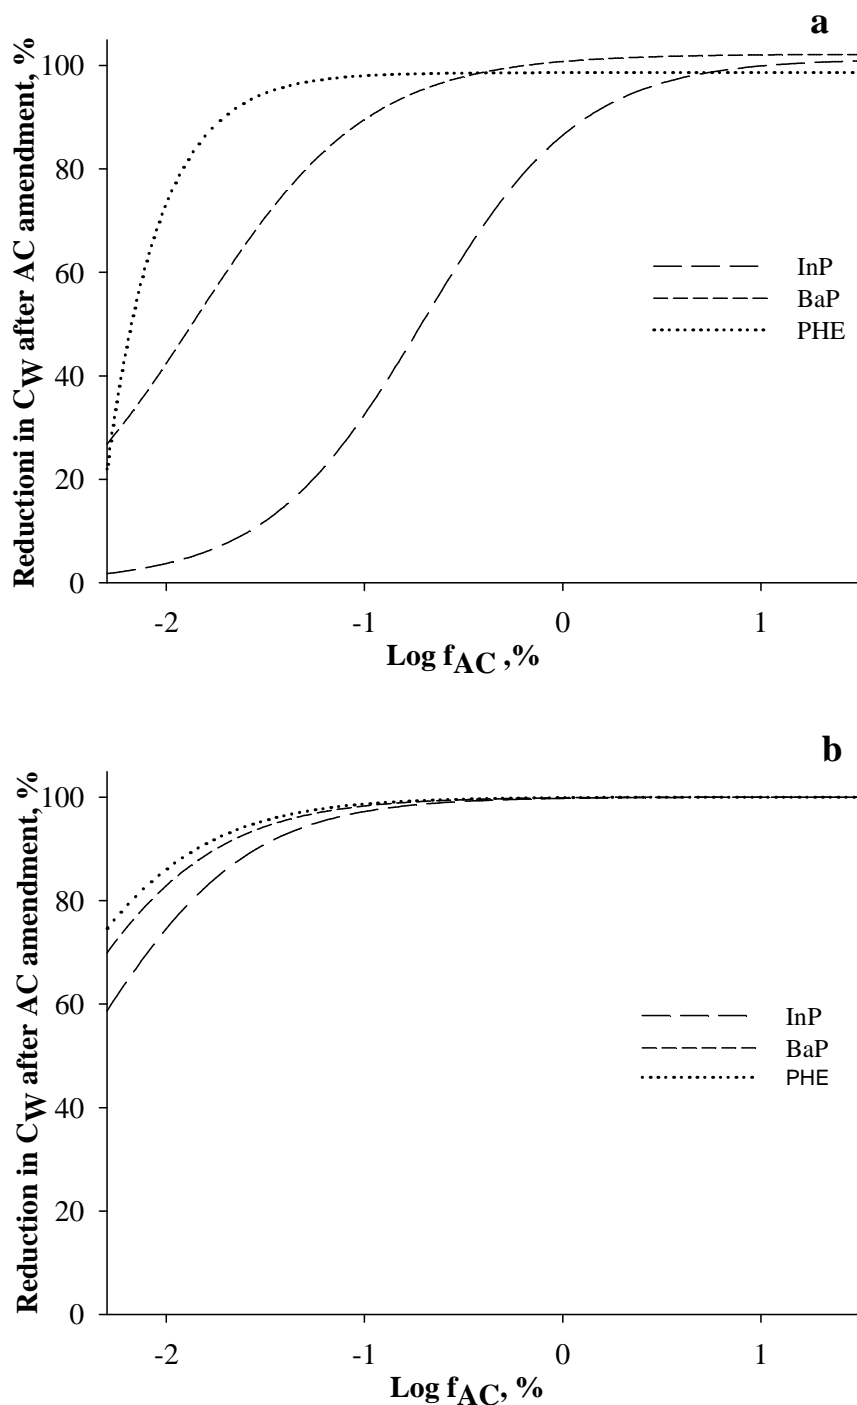 a
Reductioni in CW after AC amendment, %
100
80
60
40
20
0
InP
BaP
PHE
-2 -1 0 1
Log fAC ,%
b
Reduction in CW after AC amendment, %
100
80
60
40
20
0
InP
BaP
PHE
-2 -1 0 1
Log fAC, %